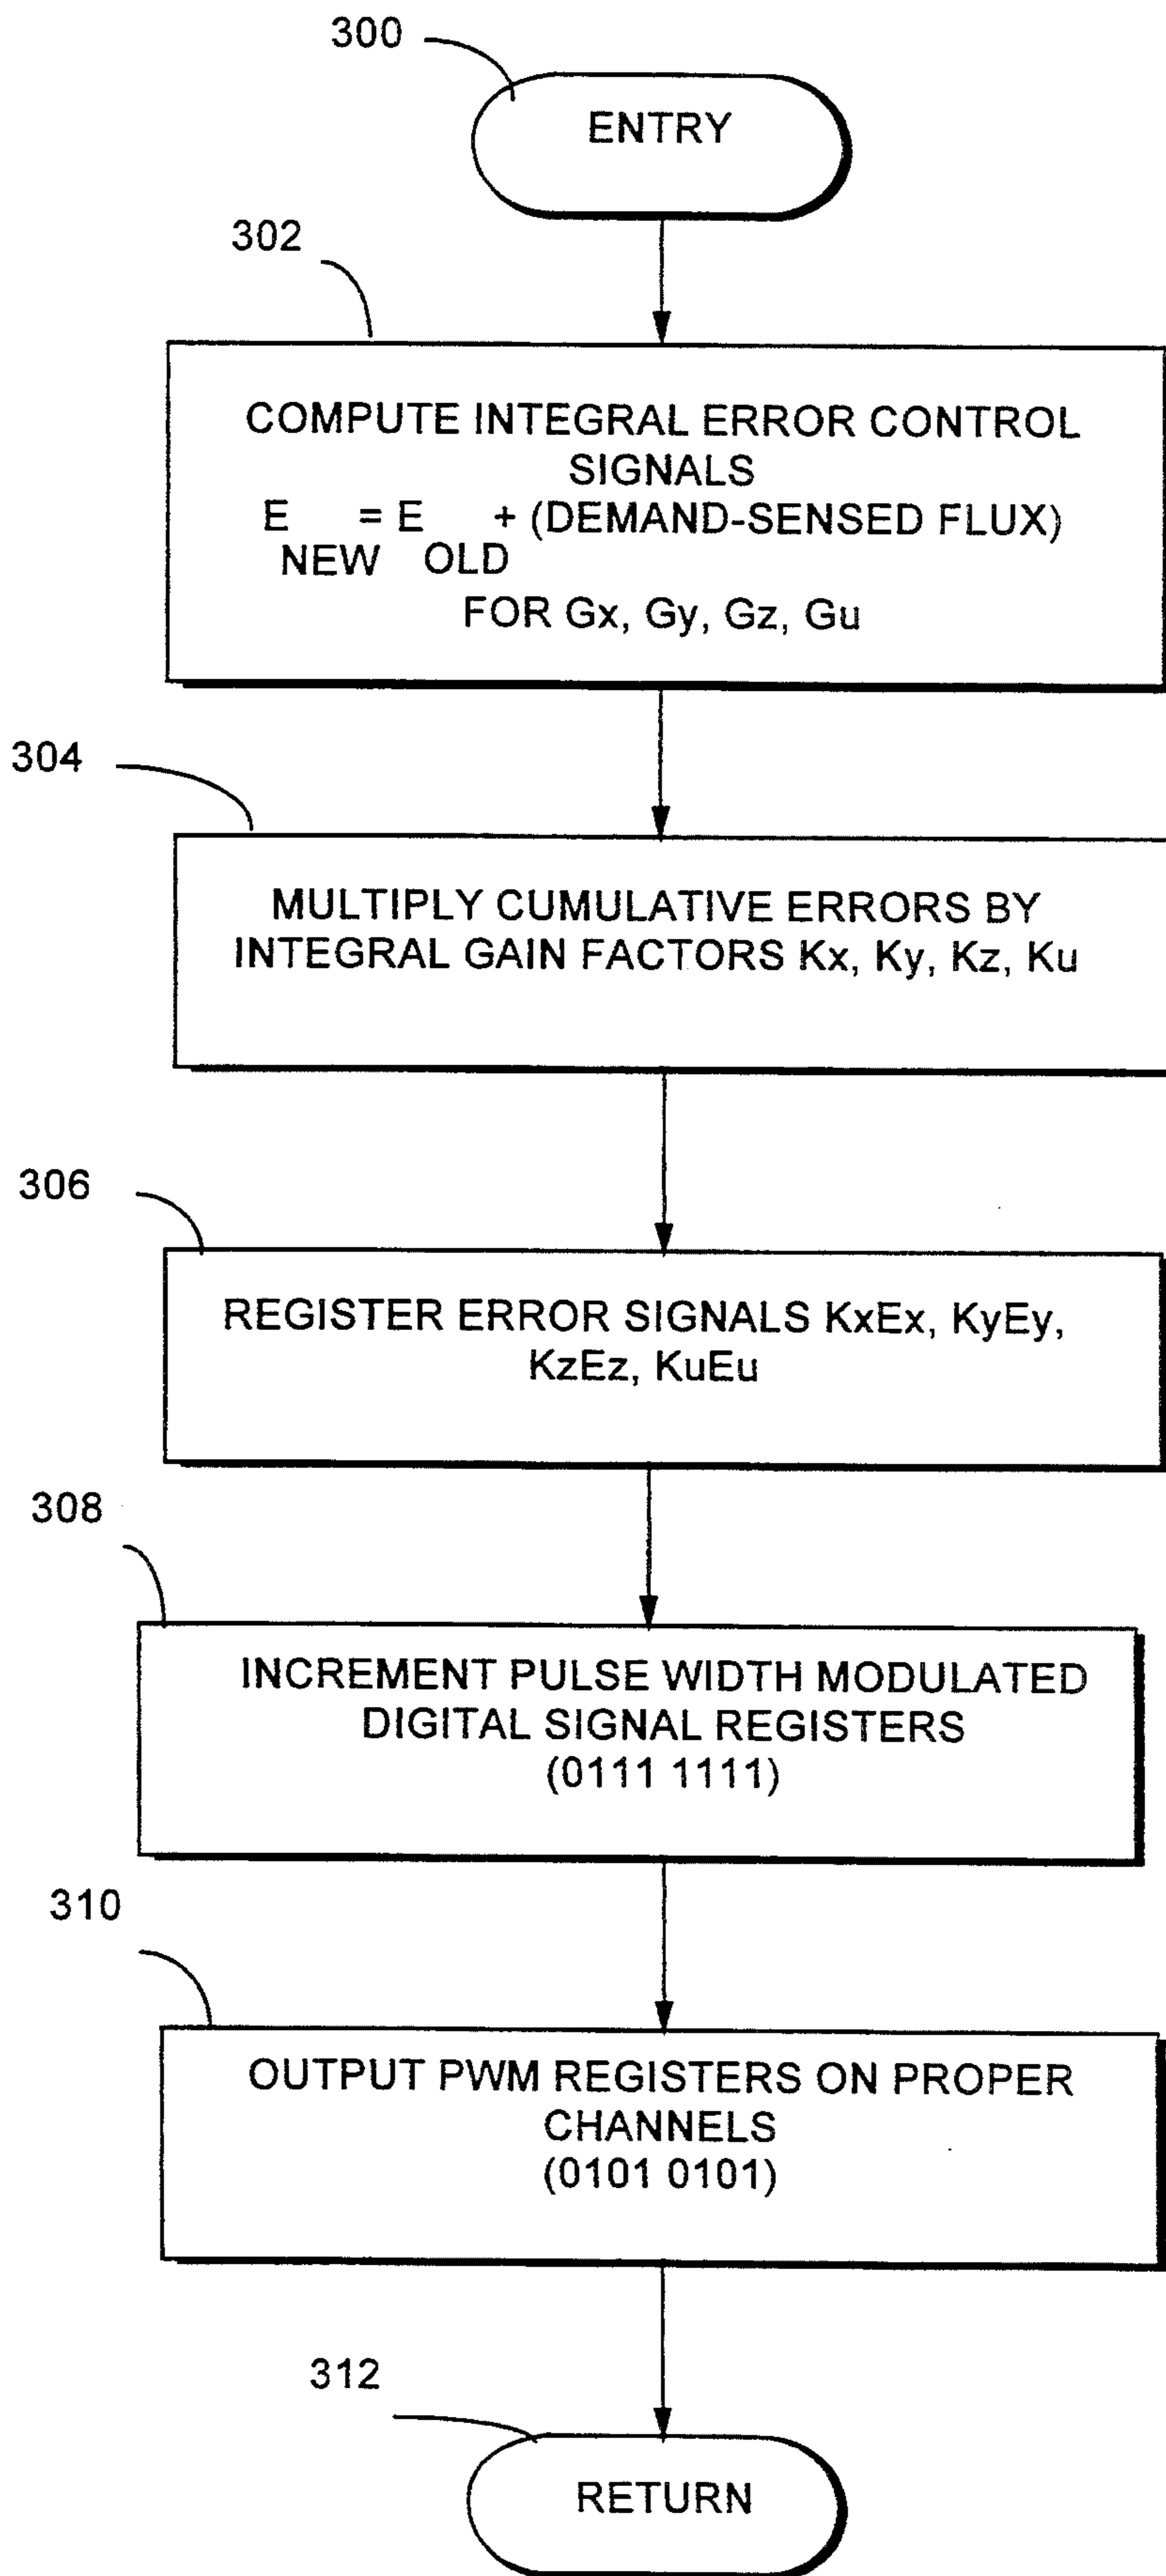 300
ENTRY
302
COMPUTE INTEGRAL ERROR CONTROL
SIGNALS
E NEW = E OLD + (DEMAND-SENSED FLUX)
FOR Gx, Gy, Gz, Gu
304
MULTIPLY CUMULATIVE ERRORS BY
INTEGRAL GAIN FACTORS Kx, Ky, Kz, Ku
306
REGISTER ERROR SIGNALS KxEx, KyEy,
KzEz, KuEu
308
INCREMENT PULSE WIDTH MODULATED
DIGITAL SIGNAL REGISTERS
(0111 1111)
310
OUTPUT PWM REGISTERS ON PROPER
CHANNELS
(0101 0101)
312
RETURN